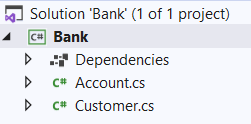 Solution 'Bank' (1 of 1 project)
C# Bank
Dependencies
C# Account.cs
C# Customer.cs